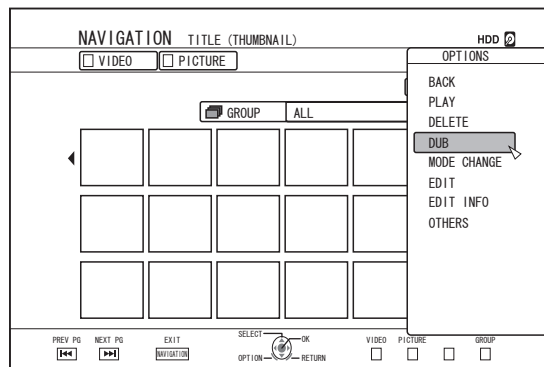 NAVIGATION TITLE (THUMBNAIL) HDD
VIDEO PICTURE
GROUP ALL
OPTIONS
BACK
PLAY
DELETE
DUB
MODE CHANGE
EDIT
EDIT INFO
OTHERS
PREV PG NEXT PG EXIT SELECT OK VIDEO PICTURE GROUP
NAVIGATION OPTION RETURN